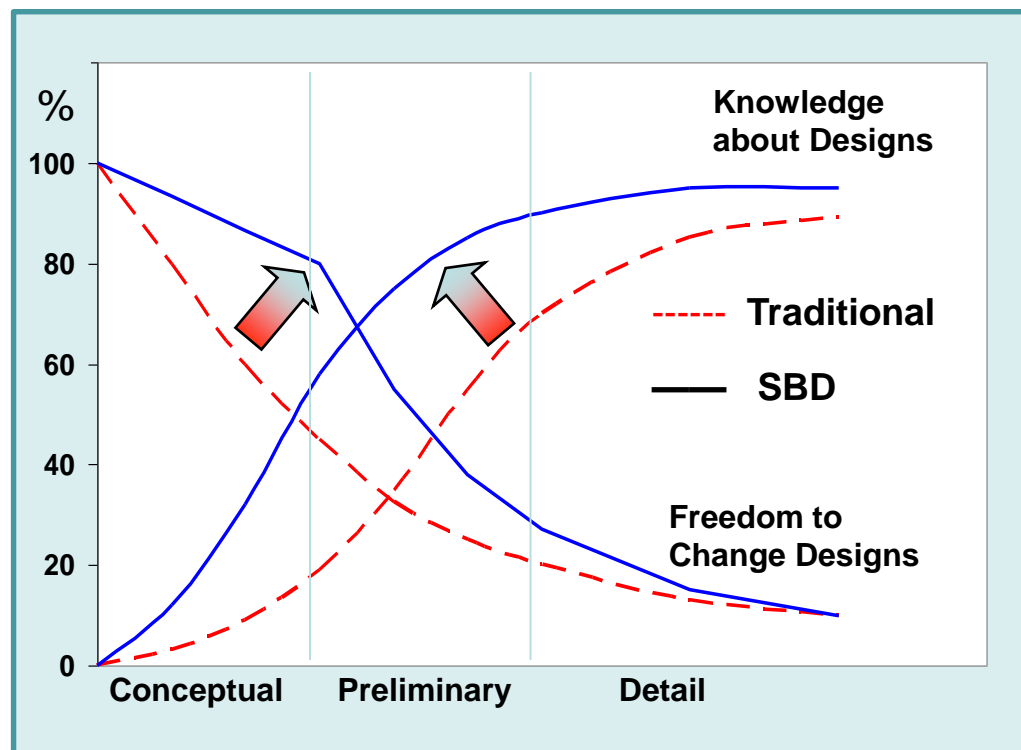 %
Knowledge
about Designs
100
80
Traditional
60
SBD
40
Freedom to
Change Designs
20
0
Conceptual Preliminary Detail